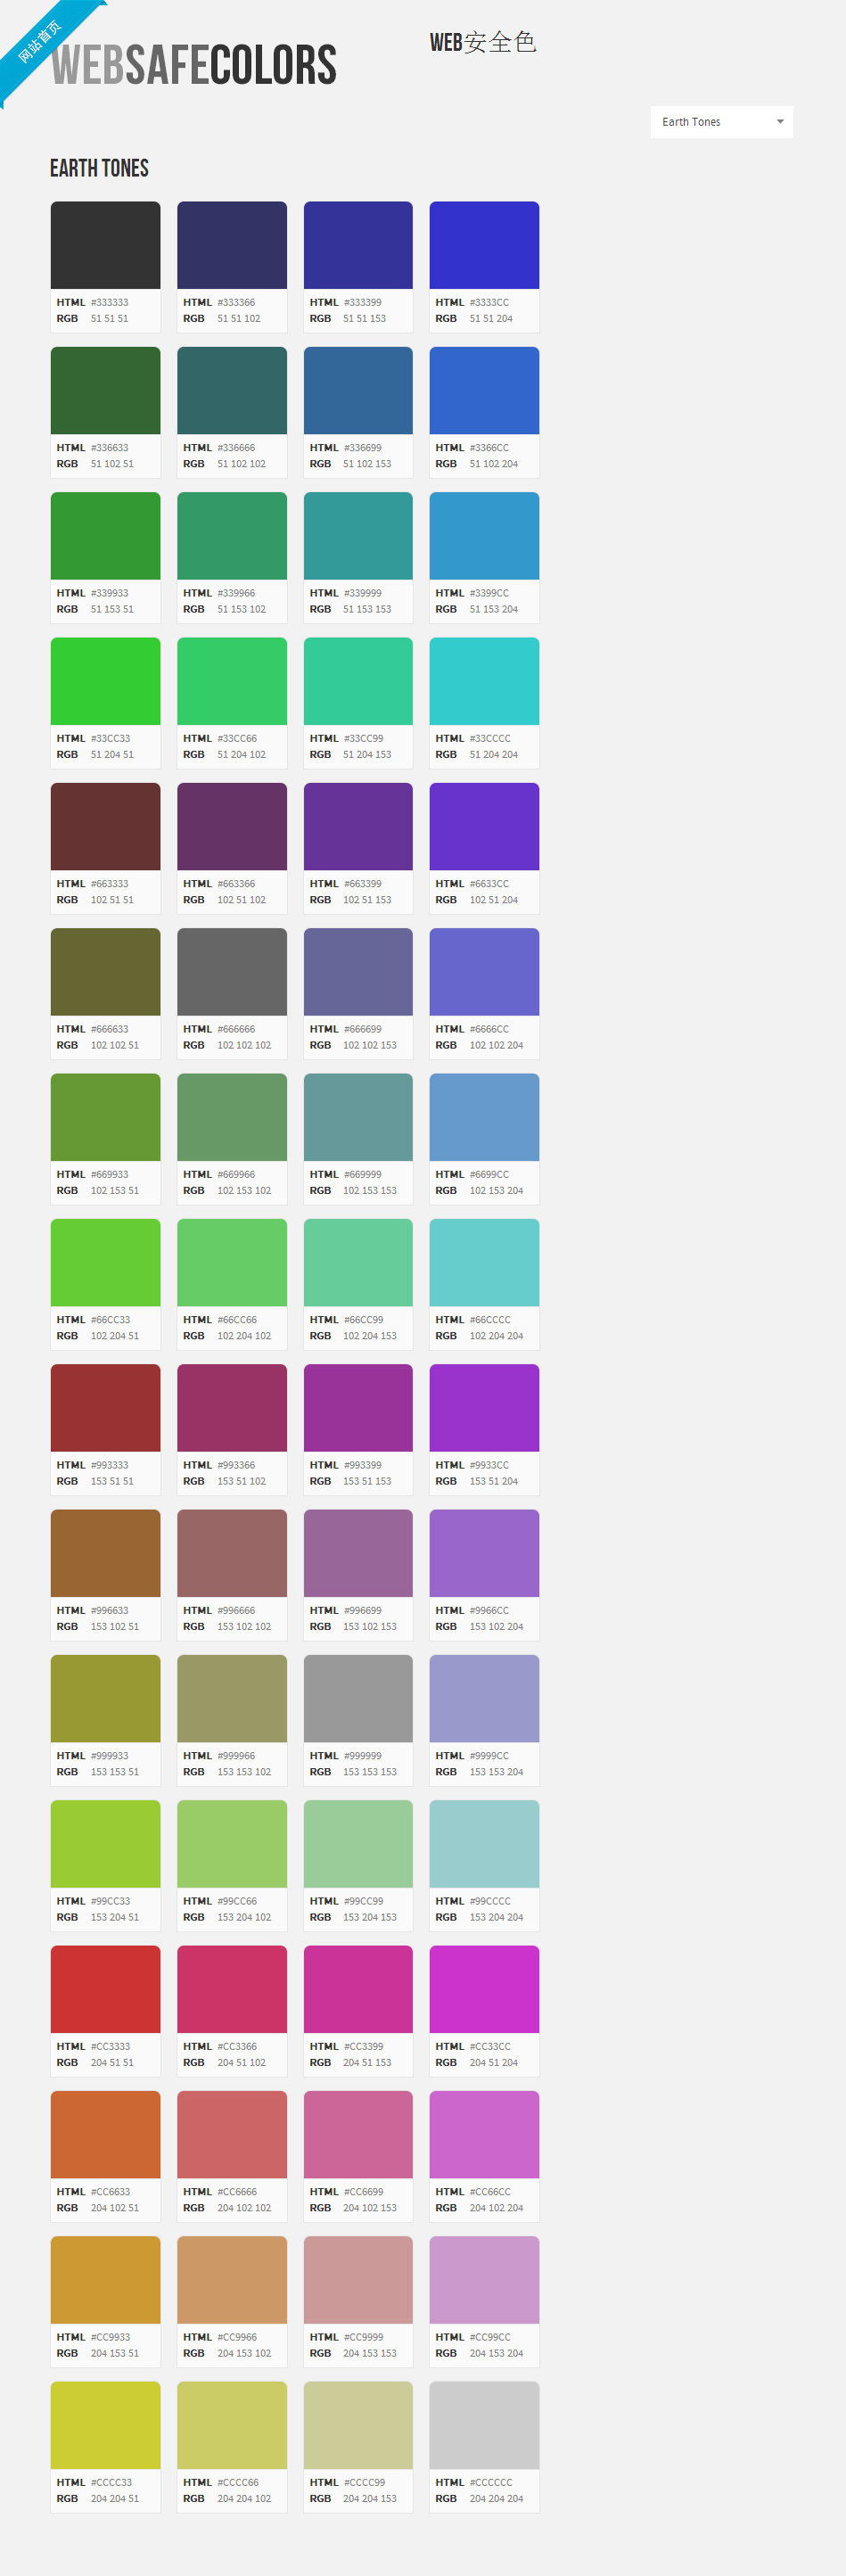 网站首页
WEBSAFECOLORS
WEB安全色
Earth Tones
EARTH TONES
HTML #333333 HTML #333366 HTML #333399 HTML #3333CC
RGB 51 51 51 RGB 51 51 102 RGB 51 51 153 RGB 51 51 204
HTML #336633 HTML #336666 HTML #336699 HTML #3366CC
RGB 51 102 51 RGB 51 102 102 RGB 51 102 153 RGB 51 102 204
HTML #339933 HTML #339966 HTML #339999 HTML #3399CC
RGB 51 153 51 RGB 51 153 102 RGB 51 153 153 RGB 51 153 204
HTML #33CC33 HTML #33CC66 HTML #33CC99 HTML #33CCCC
RGB 51 204 51 RGB 51 204 102 RGB 51 204 153 RGB 51 204 204
HTML #663333 HTML #663366 HTML #663399 HTML #6633CC
RGB 102 51 51 RGB 102 51 102 RGB 102 51 153 RGB 102 51 204
HTML #666633 HTML #666666 HTML #666699 HTML #6666CC
RGB 102 102 51 RGB 102 102 102 RGB 102 102 153 RGB 102 102 204
HTML #669933 HTML #669966 HTML #669999 HTML #6699CC
RGB 102 153 51 RGB 102 153 102 RGB 102 153 153 RGB 102 153 204
HTML #66CC33 HTML #66CC66 HTML #66CC99 HTML #66CCCC
RGB 102 204 51 RGB 102 204 102 RGB 102 204 153 RGB 102 204 204
HTML #993333 HTML #993366 HTML #993399 HTML #9933CC
RGB 153 51 51 RGB 153 51 102 RGB 153 51 153 RGB 153 51 204
HTML #996633 HTML #996666 HTML #996699 HTML #9966CC
RGB 153 102 51 RGB 153 102 102 RGB 153 102 153 RGB 153 102 204
HTML #999933 HTML #999966 HTML #999999 HTML #9999CC
RGB 153 153 51 RGB 153 153 102 RGB 153 153 153 RGB 153 153 204
HTML #99CC33 HTML #99CC66 HTML #99CC99 HTML #99CCCC
RGB 153 204 51 RGB 153 204 102 RGB 153 204 153 RGB 153 204 204
HTML #CC3333 HTML #CC3366 HTML #CC3399 HTML #CC33CC
RGB 204 51 51 RGB 204 51 102 RGB 204 51 153 RGB 204 51 204
HTML #CC6633 HTML #CC6666 HTML #CC6699 HTML #CC66CC
RGB 204 102 51 RGB 204 102 102 RGB 204 102 153 RGB 204 102 204
HTML #CC9933 HTML #CC9966 HTML #CC9999 HTML #CC99CC
RGB 204 153 51 RGB 204 153 102 RGB 204 153 153 RGB 204 153 204
HTML #CCCC33 HTML #CCCC66 HTML #CCCC99 HTML #CCCCCC
RGB 204 204 51 RGB 204 204 102 RGB 204 204 153 RGB 204 204 204